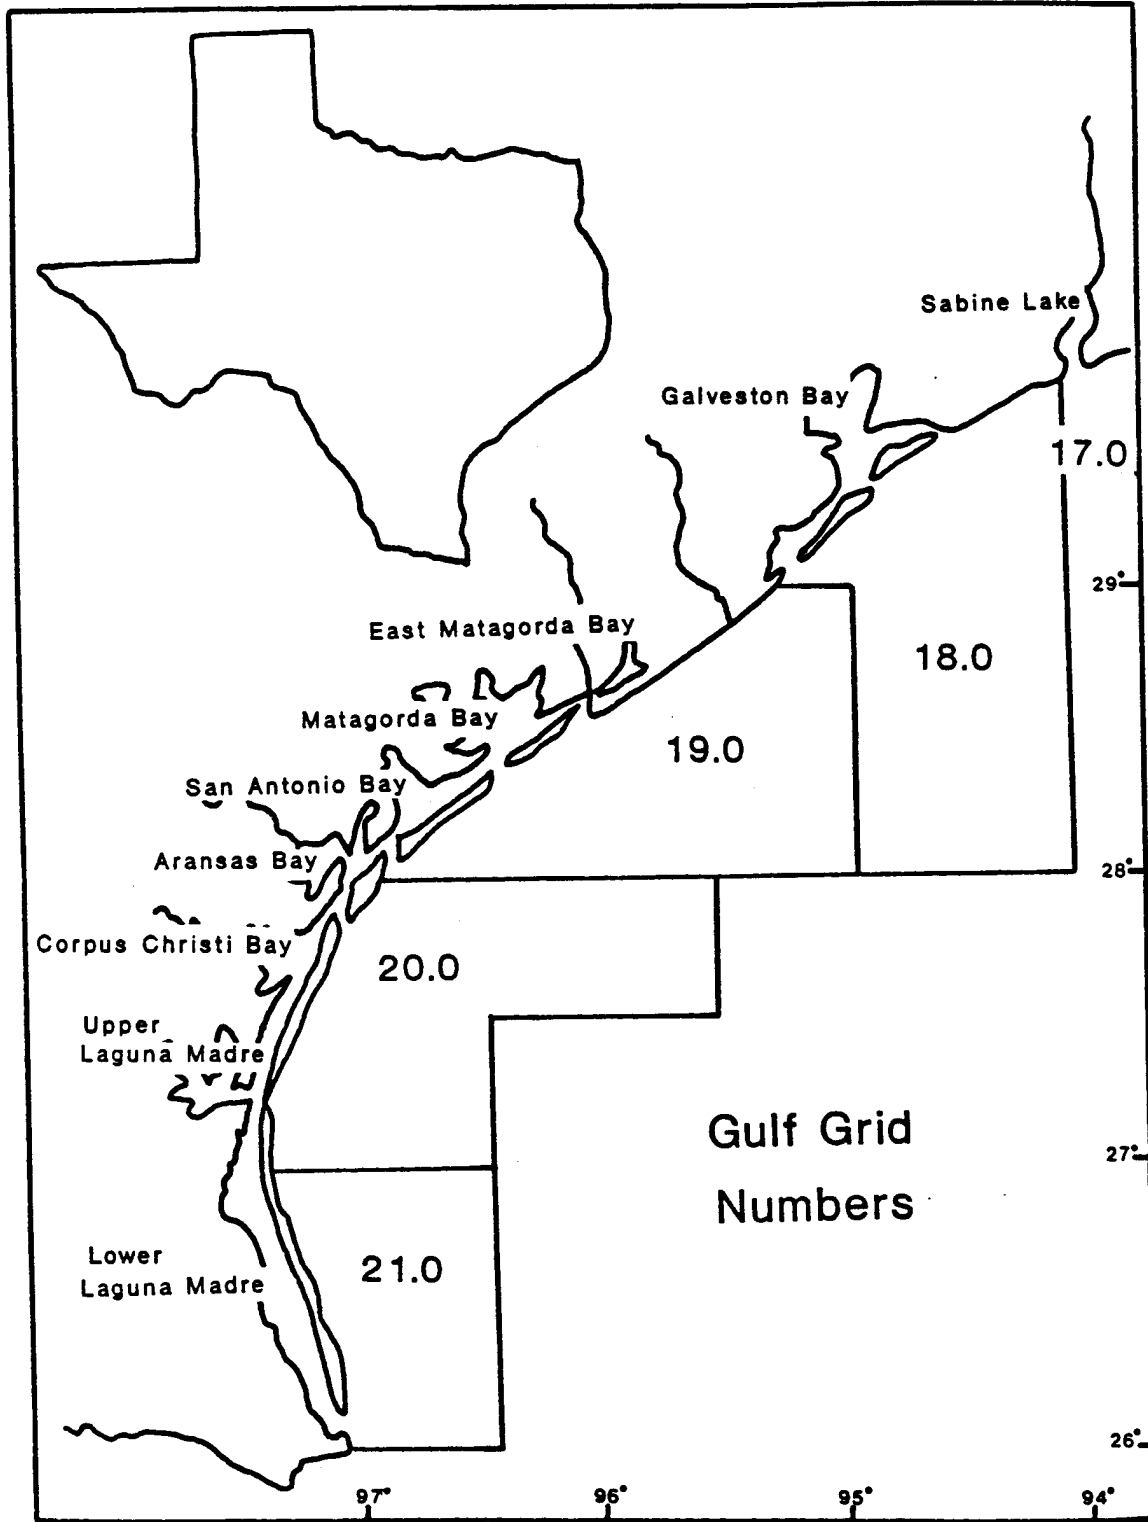 Sabine Lake
Galveston Bay
17.0
29°
East Matagorda Bay
18.0
Matagorda Bay
19.0
San Antonio Bay
Aransas Bay
28°
Corpus Christi Bay
20.0
Upper
Laguna Madre
Gulf Grid
Numbers
27°
Lower
Laguna Madre
21.0
26°
97° 96° 95° 94°